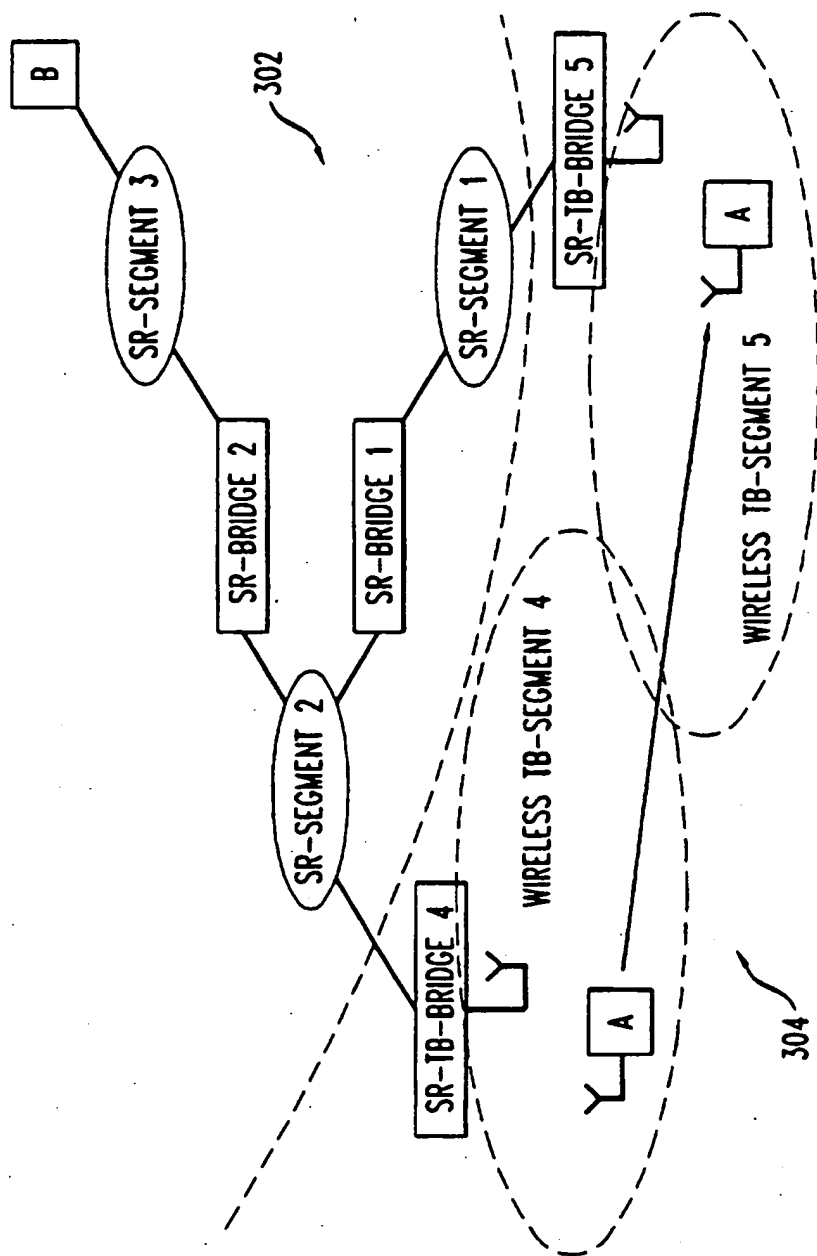 B
SR-SEGMENT 3
302
SR-BRIDGE 2
SR-SEGMENT 2
SR-BRIDGE 1
SR-SEGMENT 1
SR-TB-BRIDGE 4
SR-TB-BRIDGE 5
WIRELESS TB-SEGMENT 4
A
WIRELESS TB-SEGMENT 5
A
304